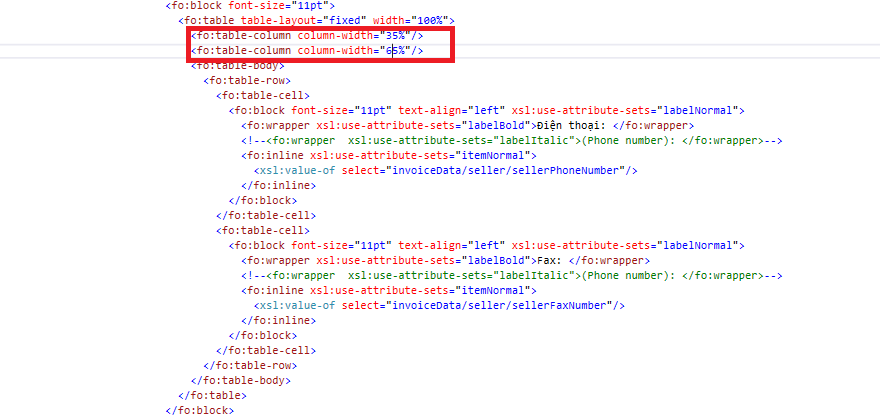 <fo:block font-size="11pt">
<fo:table table-layout="fixed" width="100%">
<fo:table-column column-width="35%"/>
<fo:table-column column-width="65%"/>
<fo:table-body>
<fo:table-row>
<fo:table-cell>
<fo:block font-size="11pt" text-align="left" xsl:use-attribute-sets="labelNormal">
<fo:wrapper xsl:use-attribute-sets="labelBold">Điện thoại: </fo:wrapper>
<!--<fo:wrapper  xsl:use-attribute-sets="labelItalic">(Phone number): </fo:wrapper>-->
<fo:inline xsl:use-attribute-sets="itemNormal">
<xsl:value-of select="invoiceData/seller/sellerPhoneNumber"/>
</fo:inline>
</fo:block>
</fo:table-cell>
<fo:table-cell>
<fo:block font-size="11pt" text-align="left" xsl:use-attribute-sets="labelNormal">
<fo:wrapper xsl:use-attribute-sets="labelBold">Fax: </fo:wrapper>
<!--<fo:wrapper  xsl:use-attribute-sets="labelItalic">(Phone number): </fo:wrapper>-->
<fo:inline xsl:use-attribute-sets="itemNormal">
<xsl:value-of select="invoiceData/seller/sellerFaxNumber"/>
</fo:inline>
</fo:block>
</fo:table-cell>
</fo:table-row>
</fo:table-body>
</fo:table>
</fo:block>